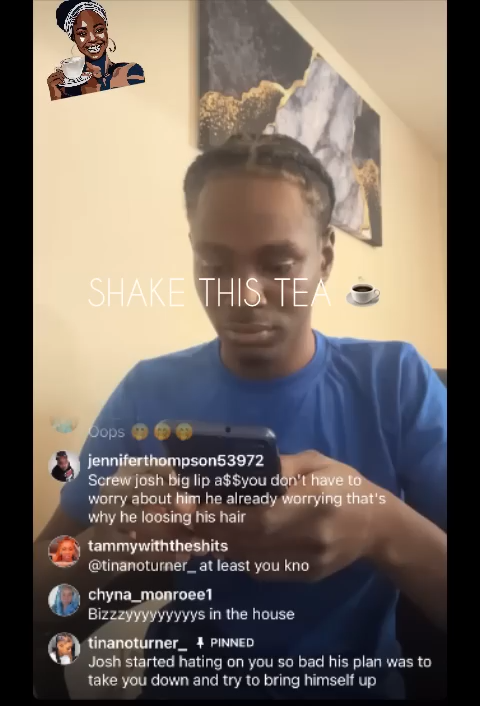 SHAKE THIS TEA ☕
Oops 🤭 🤭 🤭
jenniferthompson53972
Screw josh big lip a$$you don't have to
worry about him he already worrying that's
why he loosing his hair
tammywiththeshits
@tinanoturner_ at least you kno
chyna_monroee1
Bizzzyyyyyyyyys in the house
tinanoturner_ 📌 PINNED
Josh started hating on you so bad his plan was to
take you down and try to bring himself up